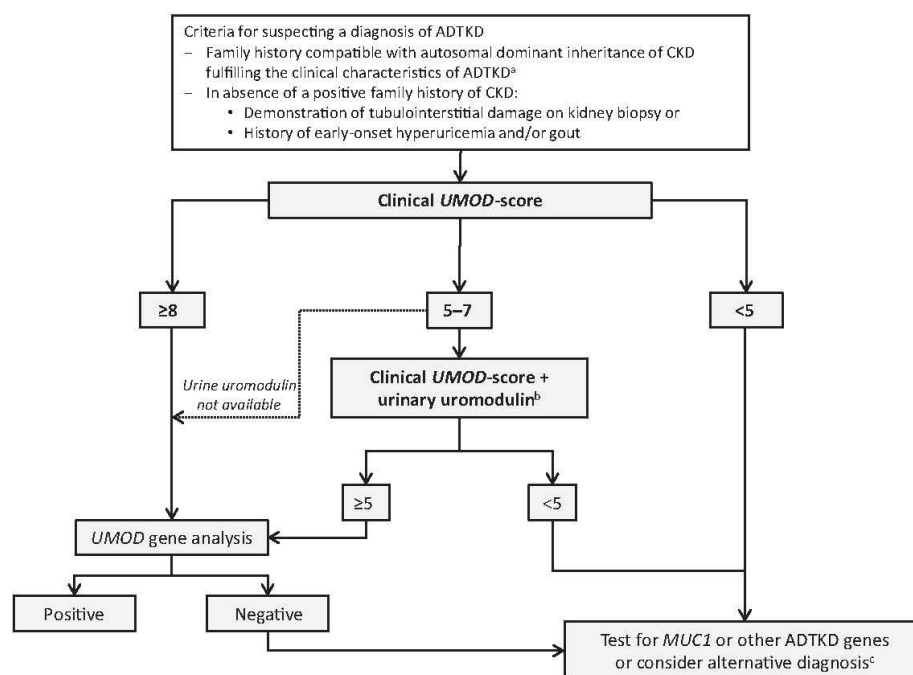 Criteria for suspecting a diagnosis of ADTKD
– Family history compatible with autosomal dominant inheritance of CKD
fulfilling the clinical characteristics of ADTKDᵃ
– In absence of a positive family history of CKD:
• Demonstration of tubulointerstitial damage on kidney biopsy or
• History of early-onset hyperuricemia and/or gout
Clinical UMOD-score
≥8
5–7
<5
Urine uromodulin
not available
Clinical UMOD-score +
urinary uromodulinᵇ
≥5
<5
UMOD gene analysis
Positive
Negative
Test for MUC1 or other ADTKD genes
or consider alternative diagnosisᶜ